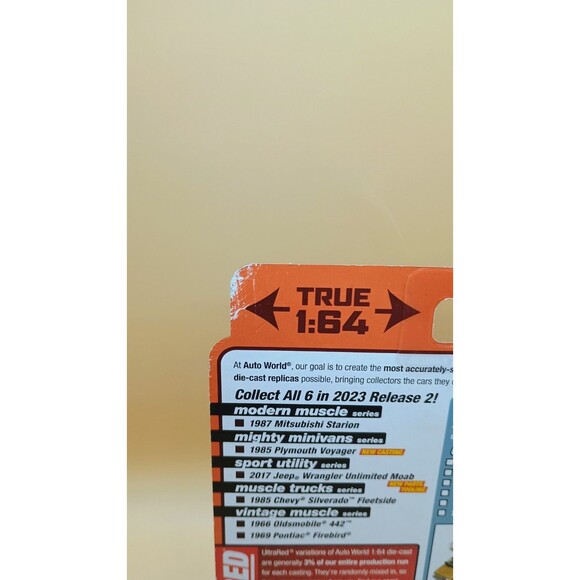 TRUE
1:64
At Auto World®, our goal is to create the most accurately-s
die-cast replicas possible, bringing collectors the cars they
Collect All 6 in 2023 Release 2!
modern muscle series
1987 Mitsubishi Starion
mighty minivans series
1985 Plymouth Voyager NEW CASTING
sport utility series
2017 Jeep® Wrangler Unlimited Moab
muscle trucks series NEW PARTS TOOLING
1985 Chevy® Silverado™ Fleetside
vintage muscle series
1966 Oldsmobile 442™
1969 Pontiac® Firebird®
UltraRed® variations of Auto World 1:64 die-cast
are generally 3% of our entire production run
for each casting. They're randomly mixed in, so
RED